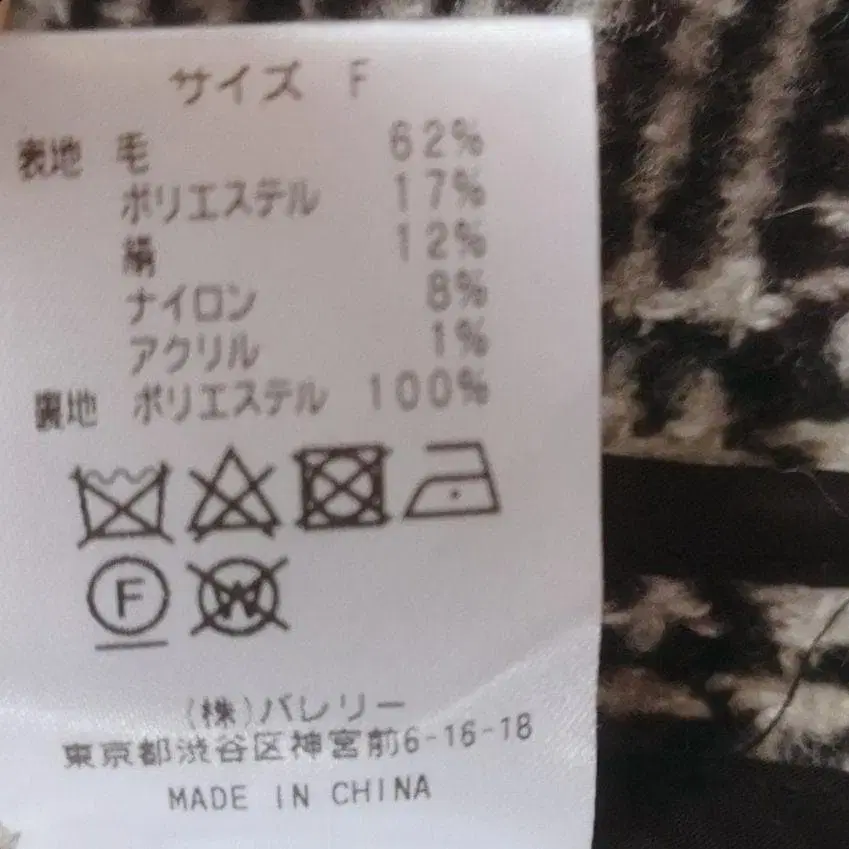 サイズ F
表地 毛 62%
ポリエステル 17%
絹 12%
ナイロン 8%
アクリル 1%
裏地 ポリエステル 100%
F
W
(株)バレリー
東京都渋谷区神宮前6-16-18
MADE IN CHINA